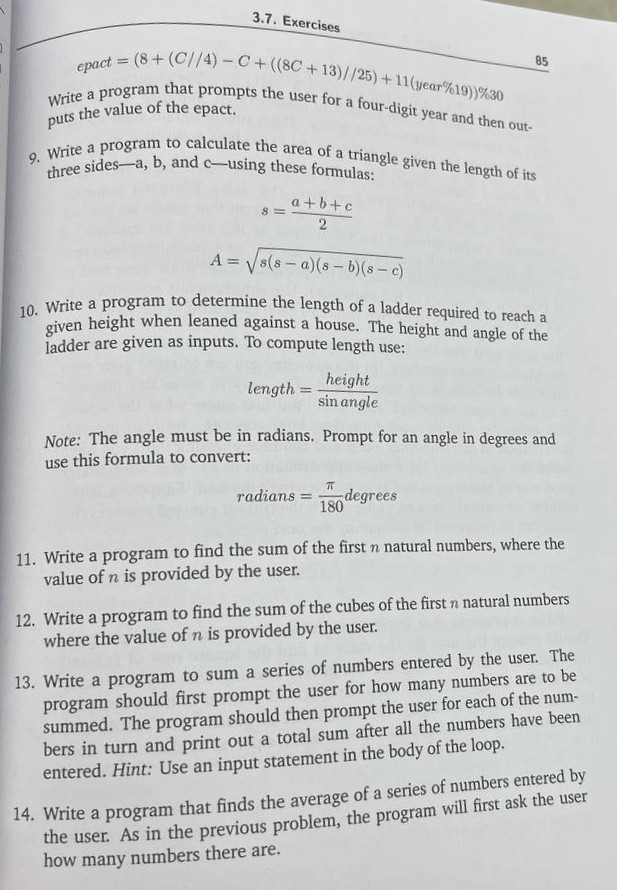 3.7. Exercises
85
epact = (8 + (C//4) − C + ((8C + 13)//25) + 11(year%19))%30
Write a program that prompts the user for a four-digit year and then out-
puts the value of the epact.
9. Write a program to calculate the area of a triangle given the length of its
three sides—a, b, and c—using these formulas:
s = (a + b + c) / 2
A = √s(s − a)(s − b)(s − c)
10. Write a program to determine the length of a ladder required to reach a
given height when leaned against a house. The height and angle of the
ladder are given as inputs. To compute length use:
length = height / sin angle
Note: The angle must be in radians. Prompt for an angle in degrees and
use this formula to convert:
radians = π / 180 degrees
11. Write a program to find the sum of the first n natural numbers, where the
value of n is provided by the user.
12. Write a program to find the sum of the cubes of the first n natural numbers
where the value of n is provided by the user.
13. Write a program to sum a series of numbers entered by the user. The
program should first prompt the user for how many numbers are to be
summed. The program should then prompt the user for each of the num-
bers in turn and print out a total sum after all the numbers have been
entered. Hint: Use an input statement in the body of the loop.
14. Write a program that finds the average of a series of numbers entered by
the user. As in the previous problem, the program will first ask the user
how many numbers there are.